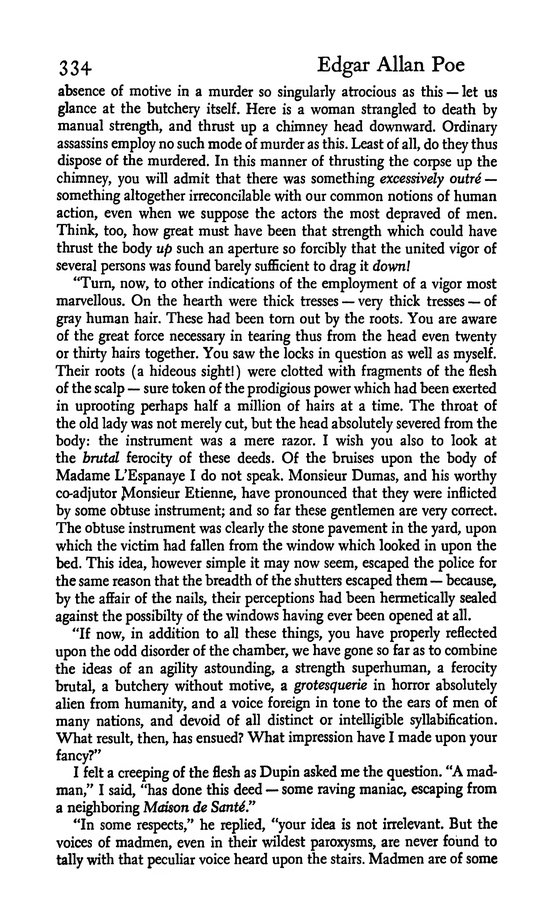 334 Edgar Allan Poe
absence of motive in a murder so singularly atrocious as this — let us
glance at the butchery itself. Here is a woman strangled to death by
manual strength, and thrust up a chimney head downward. Ordinary
assassins employ no such mode of murder as this. Least of all, do they thus
dispose of the murdered. In this manner of thrusting the corpse up the
chimney, you will admit that there was something excessively outré —
something altogether irreconcilable with our common notions of human
action, even when we suppose the actors the most depraved of men.
Think, too, how great must have been that strength which could have
thrust the body up such an aperture so forcibly that the united vigor of
several persons was found barely sufficient to drag it down!
"Turn, now, to other indications of the employment of a vigor most
marvellous. On the hearth were thick tresses — very thick tresses — of
gray human hair. These had been torn out by the roots. You are aware
of the great force necessary in tearing thus from the head even twenty
or thirty hairs together. You saw the locks in question as well as myself.
Their roots (a hideous sight!) were clotted with fragments of the flesh
of the scalp — sure token of the prodigious power which had been exerted
in uprooting perhaps half a million of hairs at a time. The throat of
the old lady was not merely cut, but the head absolutely severed from the
body: the instrument was a mere razor. I wish you also to look at
the brutal ferocity of these deeds. Of the bruises upon the body of
Madame L'Espanaye I do not speak. Monsieur Dumas, and his worthy
co-adjutor Monsieur Etienne, have pronounced that they were inflicted
by some obtuse instrument; and so far these gentlemen are very correct.
The obtuse instrument was clearly the stone pavement in the yard, upon
which the victim had fallen from the window which looked in upon the
bed. This idea, however simple it may now seem, escaped the police for
the same reason that the breadth of the shutters escaped them — because,
by the affair of the nails, their perceptions had been hermetically sealed
against the possibilty of the windows having ever been opened at all.
"If now, in addition to all these things, you have properly reflected
upon the odd disorder of the chamber, we have gone so far as to combine
the ideas of an agility astounding, a strength superhuman, a ferocity
brutal, a butchery without motive, a grotesquerie in horror absolutely
alien from humanity, and a voice foreign in tone to the ears of men of
many nations, and devoid of all distinct or intelligible syllabification.
What result, then, has ensued? What impression have I made upon your
fancy?"
I felt a creeping of the flesh as Dupin asked me the question. "A mad-
man," I said, "has done this deed — some raving maniac, escaping from
a neighboring Maison de Santé."
"In some respects," he replied, "your idea is not irrelevant. But the
voices of madmen, even in their wildest paroxysms, are never found to
tally with that peculiar voice heard upon the stairs. Madmen are of some